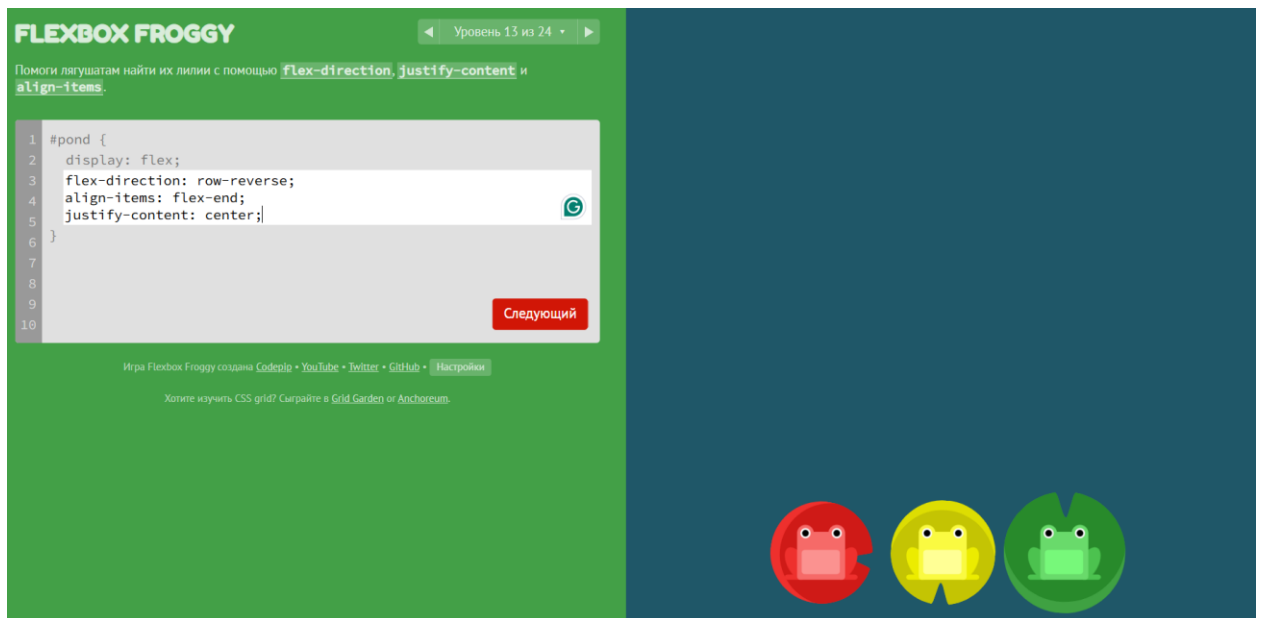 FLEXBOX FROGGY
◀ Уровень 13 из 24 ▾ ▶
Помоги лягушатам найти их лилии с помощью flex-direction, justify-content и
align-items.
1 #pond {
2 display: flex;
3 flex-direction: row-reverse;
4 align-items: flex-end;
5 justify-content: center;
6 }
7
8
9
10
G
Следующий
Игра Flexbox Froggy создана Codepip • YouTube • Twitter • GitHub • Настройки
Хотите изучить CSS grid? Сыграйте в Grid Garden or Anchoreum.